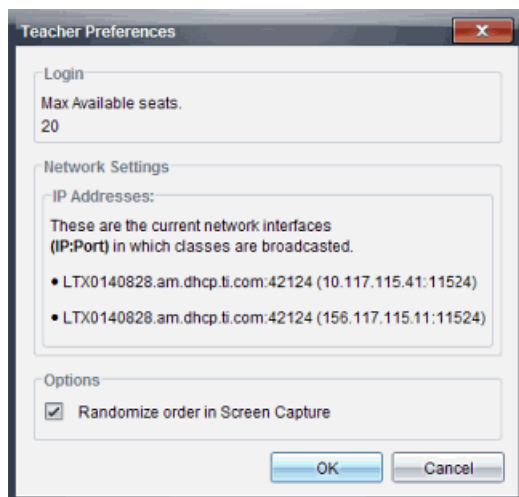 Teacher Preferences
Login
Max Available seats.
20
Network Settings
IP Addresses:
These are the current network interfaces
(IP:Port) in which classes are broadcasted.
• LTX0140828.am.dhcp.ti.com:42124 (10.117.115.41:11524)
• LTX0140828.am.dhcp.ti.com:42124 (156.117.115.11:11524)
Options
Randomize order in Screen Capture
OK Cancel